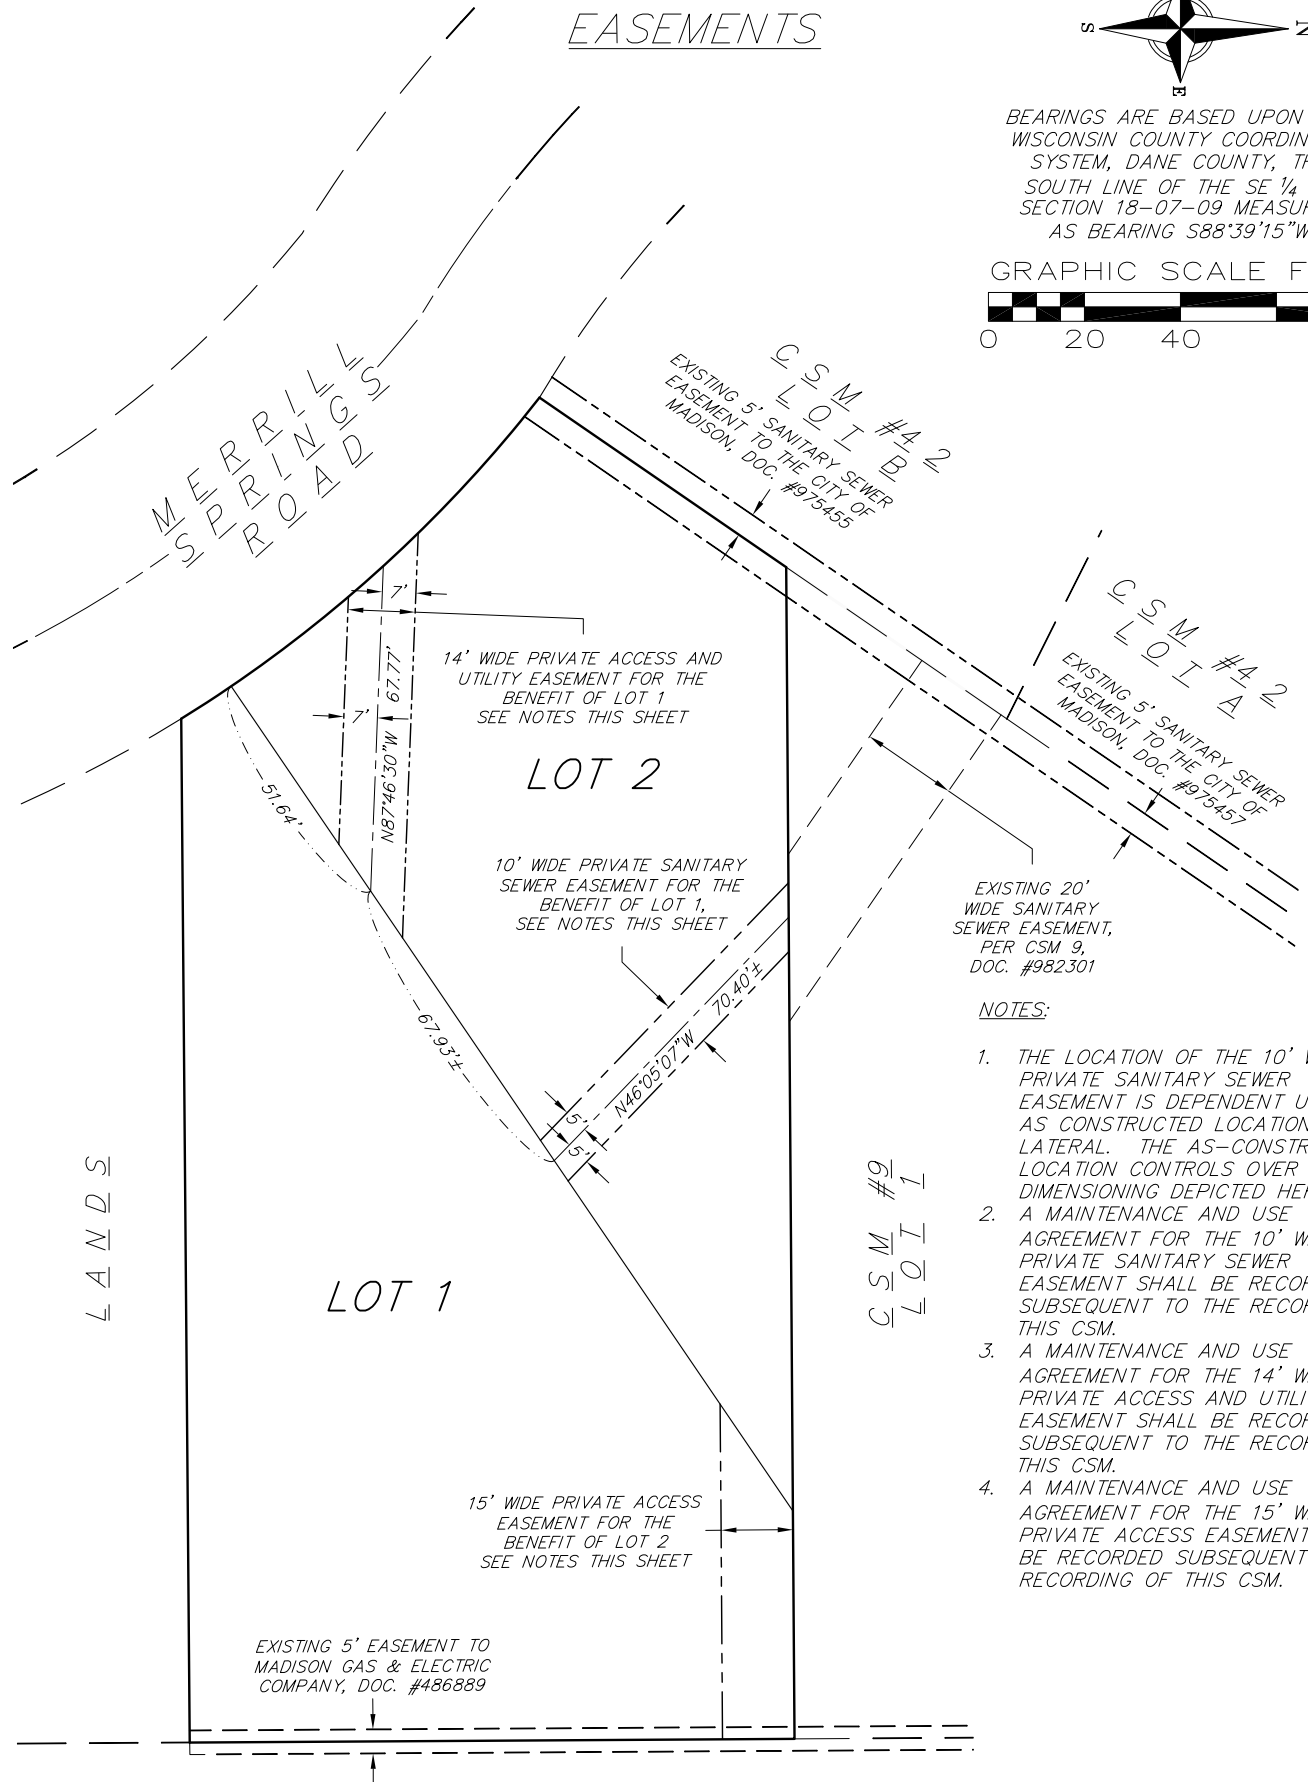 EASEMENTS
S
N
E
BEARINGS ARE BASED UPON
WISCONSIN COUNTY COORDIN
SYSTEM, DANE COUNTY, TH
SOUTH LINE OF THE SE 1/4
SECTION 18-07-09 MEASUR
AS BEARING S88°39'15"W
GRAPHIC SCALE F
0 20 40
MERRILL
SPRINGS
ROAD
CSM #42
LOT B
EXISTING 5' SANITARY SEWER
EASEMENT TO THE CITY OF
MADISON, DOC. #975455
CSM #42
LOT A
EXISTING 5' SANITARY SEWER
EASEMENT TO THE CITY OF
MADISON, DOC. #975457
7'
7'
N87°46'30"W 67.77'
14' WIDE PRIVATE ACCESS AND
UTILITY EASEMENT FOR THE
BENEFIT OF LOT 1
SEE NOTES THIS SHEET
LOT 2
51.64'
10' WIDE PRIVATE SANITARY
SEWER EASEMENT FOR THE
BENEFIT OF LOT 1,
SEE NOTES THIS SHEET
EXISTING 20'
WIDE SANITARY
SEWER EASEMENT,
PER CSM 9,
DOC. #982301
67.93'±
N46°05'07"W 70.40'±
5'
5'
LANDS
CSM #9
LOT 1
LOT 1
15' WIDE PRIVATE ACCESS
EASEMENT FOR THE
BENEFIT OF LOT 2
SEE NOTES THIS SHEET
EXISTING 5' EASEMENT TO
MADISON GAS & ELECTRIC
COMPANY, DOC. #486889
NOTES:
1. THE LOCATION OF THE 10' W
PRIVATE SANITARY SEWER
EASEMENT IS DEPENDENT U
AS CONSTRUCTED LOCATION
LATERAL. THE AS-CONSTR
LOCATION CONTROLS OVER
DIMENSIONING DEPICTED HE
2. A MAINTENANCE AND USE
AGREEMENT FOR THE 10' W
PRIVATE SANITARY SEWER
EASEMENT SHALL BE RECOR
SUBSEQUENT TO THE RECOR
THIS CSM.
3. A MAINTENANCE AND USE
AGREEMENT FOR THE 14' W
PRIVATE ACCESS AND UTILI
EASEMENT SHALL BE RECOR
SUBSEQUENT TO THE RECOR
THIS CSM.
4. A MAINTENANCE AND USE
AGREEMENT FOR THE 15' W
PRIVATE ACCESS EASEMENT
BE RECORDED SUBSEQUENT
RECORDING OF THIS CSM.